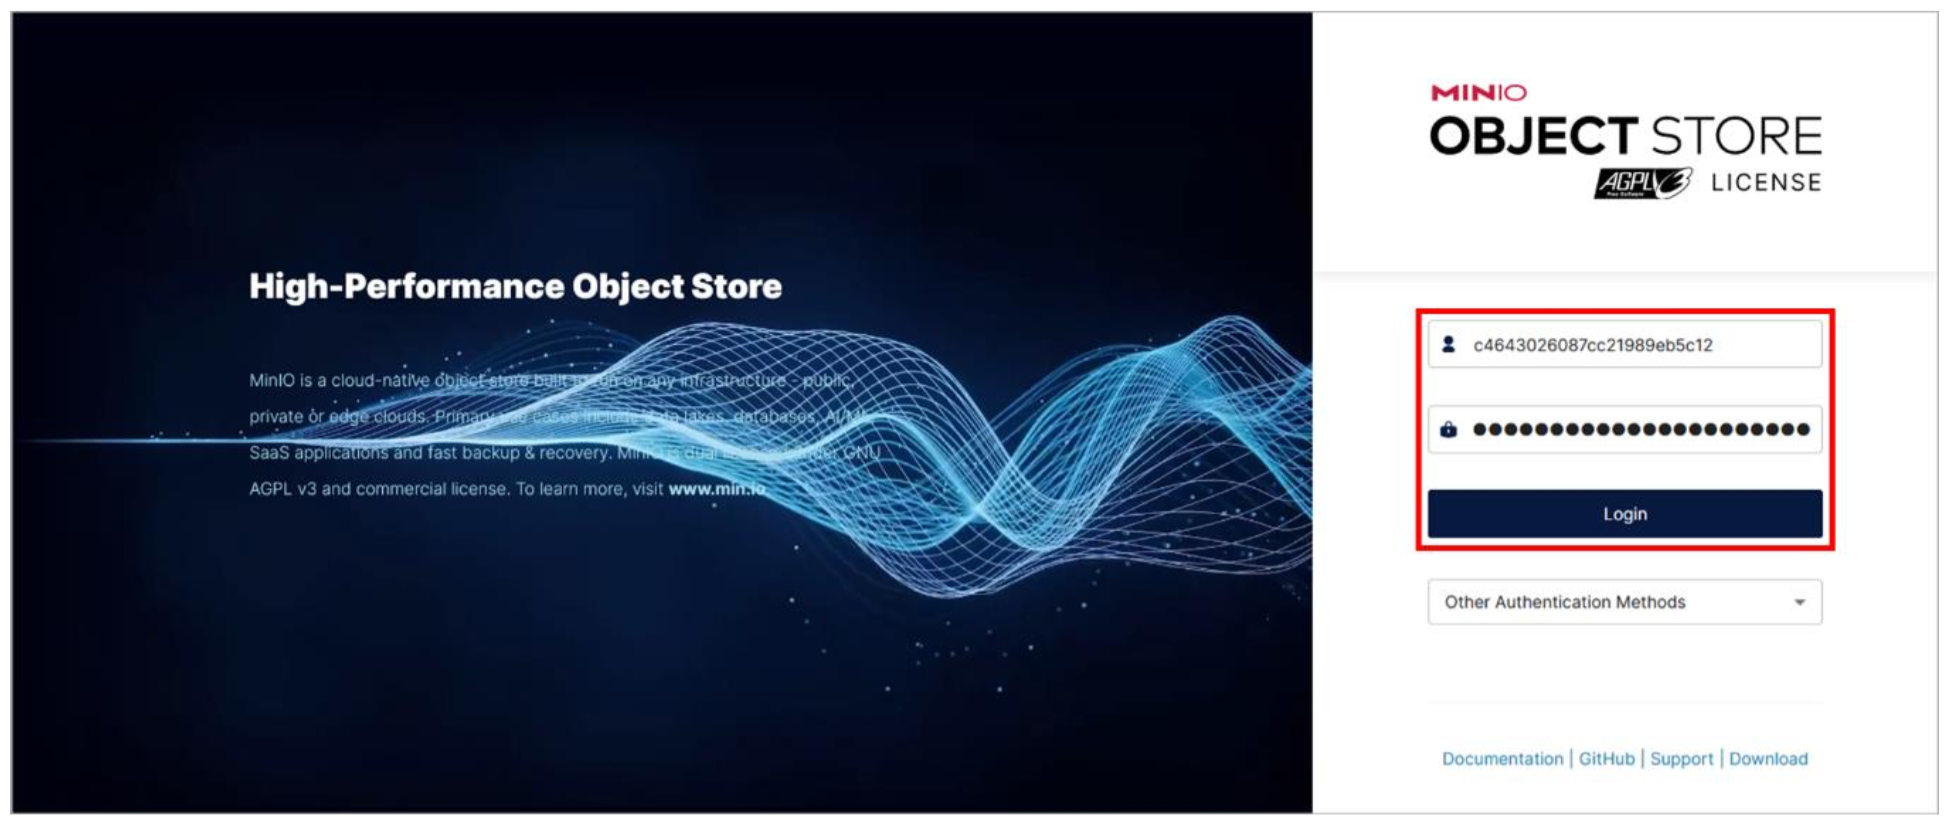 High-Performance Object Store
MinIO is a cloud-native object store built to run on any infrastructure - public,
private or edge clouds. Primary use cases include data lakes, databases, AI/ML,
SaaS applications and fast backup & recovery. MinIO is dual GNU
AGPL v3 and commercial license. To learn more, visit www.min.io
MINIO
OBJECT STORE
AGPLv3 LICENSE
Free Software
c4643026087cc21989eb5c12
●●●●●●●●●●●●●●●●●●●●●●
Login
Other Authentication Methods
Documentation | GitHub | Support | Download